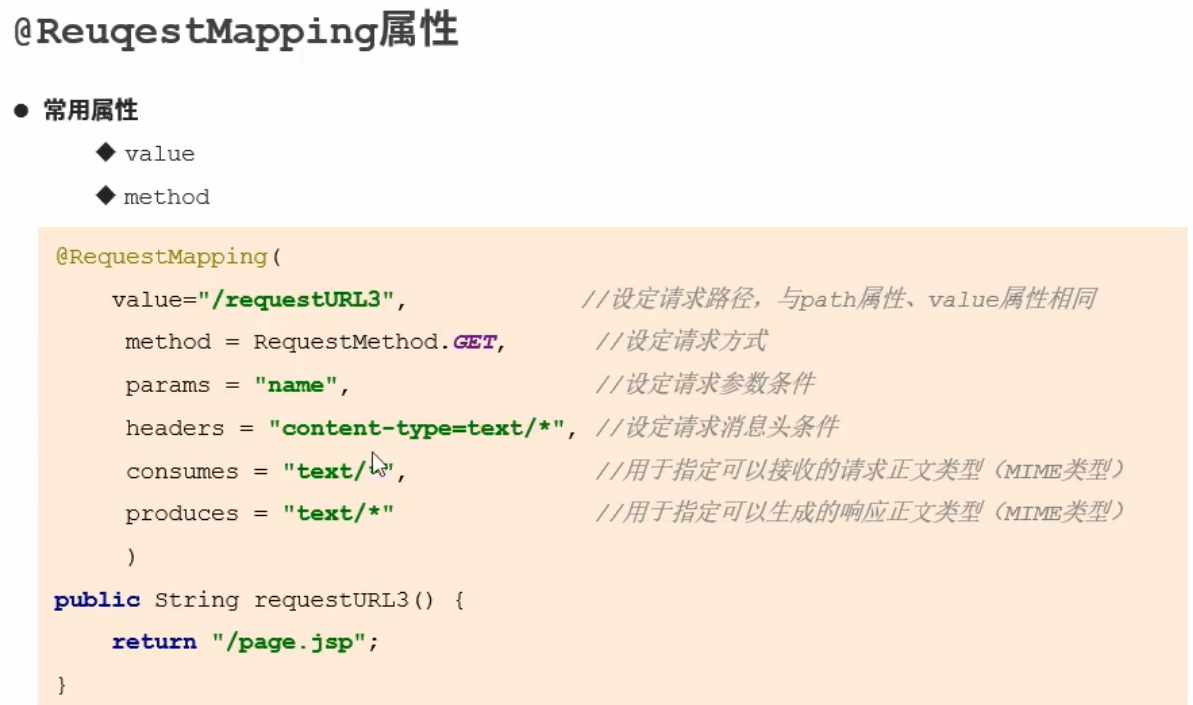 @ReuqestMapping属性
● 常用属性
◆ value
◆ method
@RequestMapping(
value="/requestURL3", //设定请求路径，与path属性、value属性相同
method = RequestMethod.GET, //设定请求方式
params = "name", //设定请求参数条件
headers = "content-type=text/*", //设定请求消息头条件
consumes = "text/*", //用于指定可以接收的请求正文类型（MIME类型）
produces = "text/*" //用于指定可以生成的响应正文类型（MIME类型）
)
public String requestURL3() {
return "/page.jsp";
}